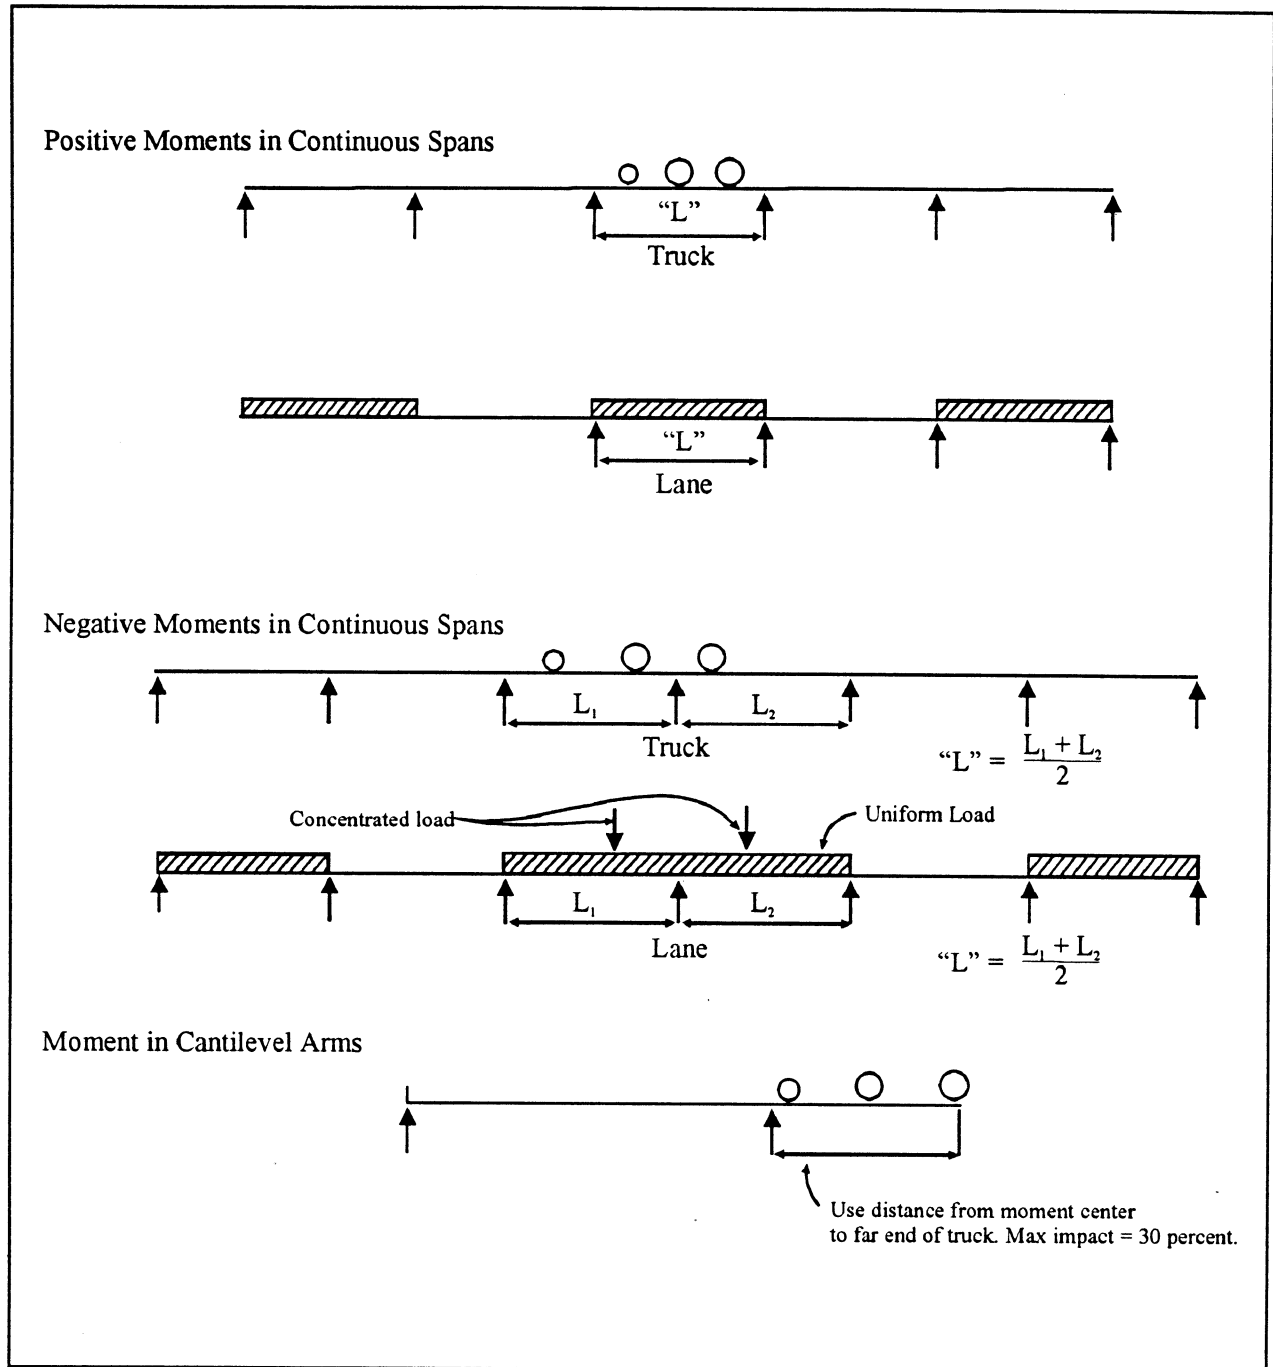 Positive Moments in Continuous Spans
“L”
Truck
“L”
Lane
Negative Moments in Continuous Spans
L₁ L₂
Truck
“L” = L₁ + L₂
2
Concentrated load
Uniform Load
L₁ L₂
Lane
“L” = L₁ + L₂
2
Moment in Cantilevel Arms
Use distance from moment center
to far end of truck. Max impact = 30 percent.